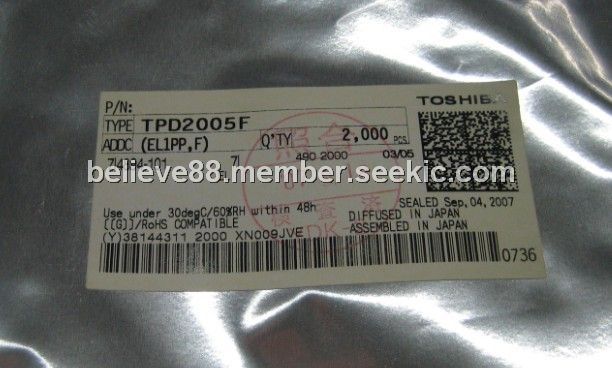 P/N:
TOSHIBA
TYPE TPD2005F
ADDC (EL1PP,F) Q'TY 2,000 PCS.
490 2000 03/05
believe88.member.seekic.com
SEALED Sep,04,2007
Use under 30degC/60%RH within 48h
DIFFUSED IN JAPAN
[[G]]/RoHS COMPATIBLE
ASSEMBLED IN JAPAN
(Y)38144311 2000 XN009JVE
0736